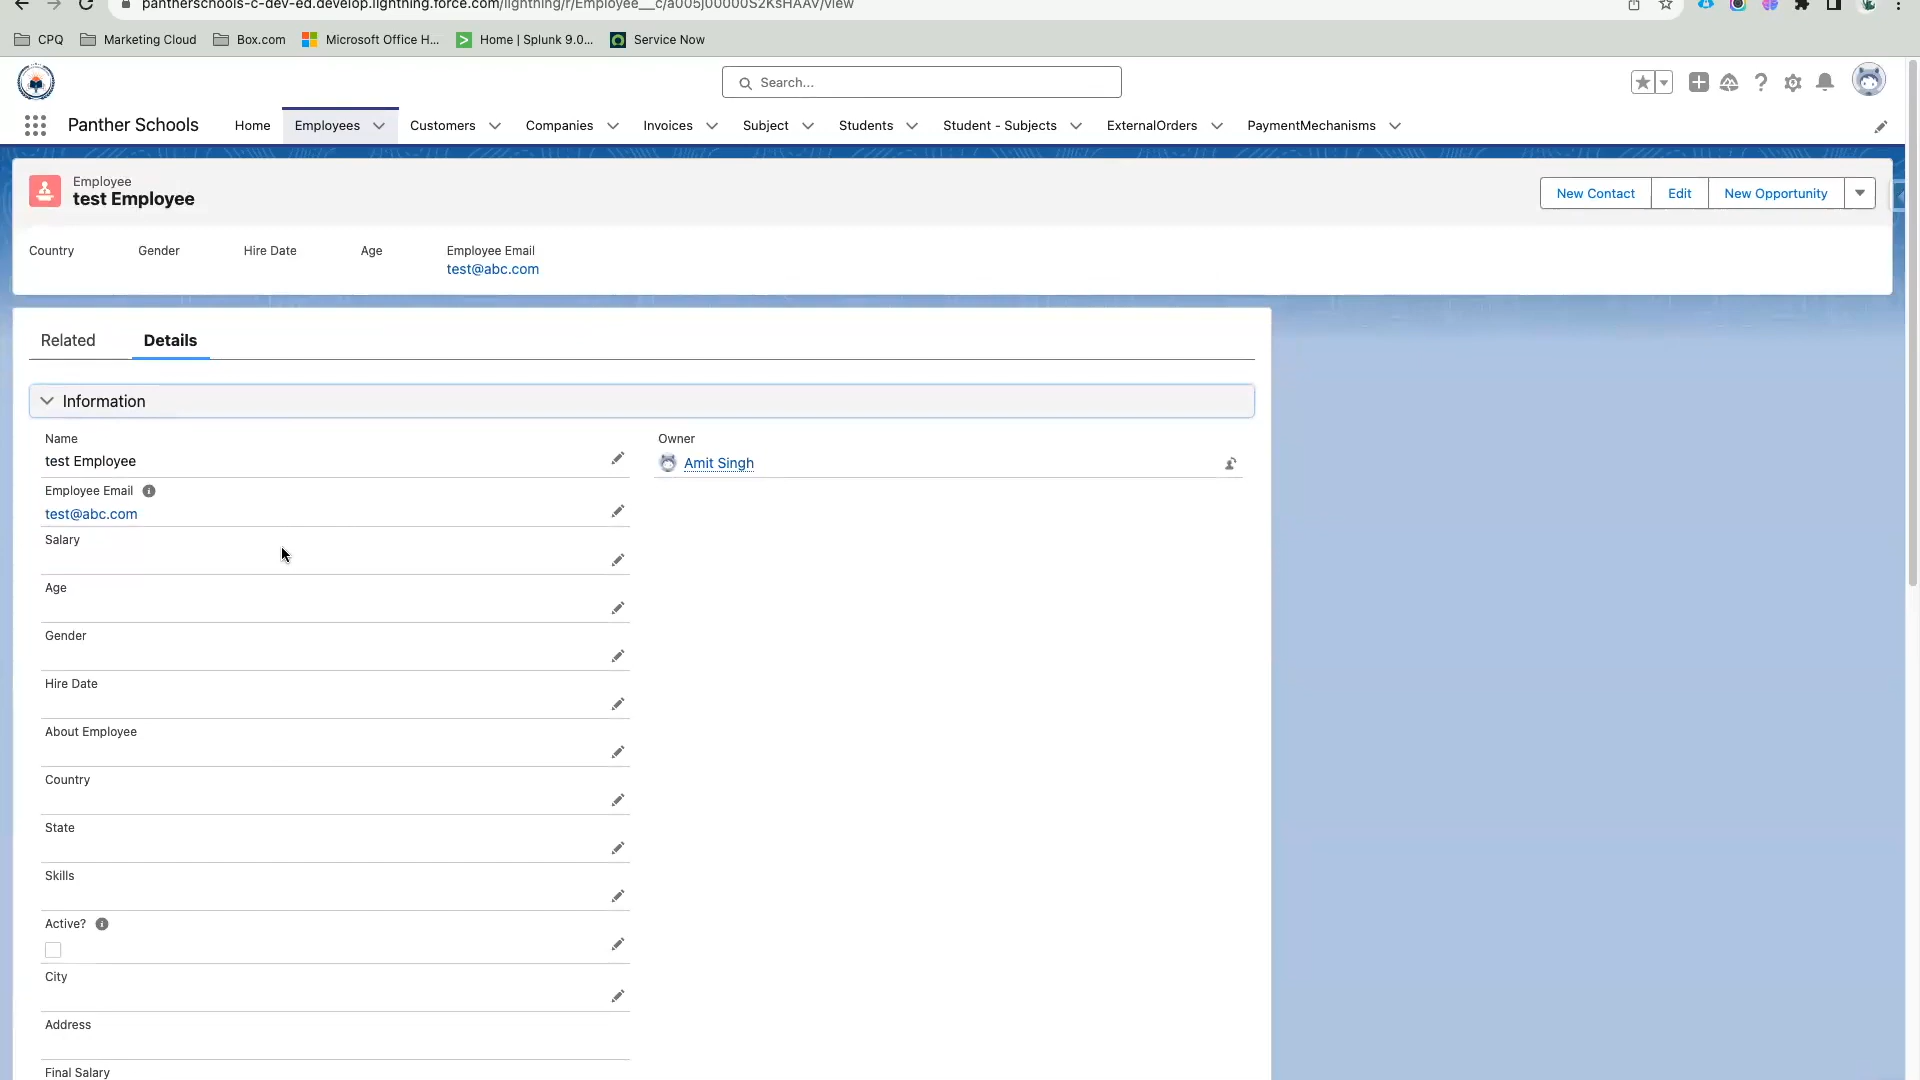 pantherschools-c-dev-ed.develop.lightning.force.com/lightning/r/Employee__c/a005j00000S2KsHAAV/view
CPQ Marketing Cloud Box.com Microsoft Office H... Home | Splunk 9.0... Service Now
Search...
Panther Schools Home Employees Customers Companies Invoices Subject Students Student - Subjects ExternalOrders PaymentMechanisms
Employee
test Employee
New Contact Edit New Opportunity
Country Gender Hire Date Age Employee Email
test@abc.com
Related Details
Information
Name Owner
test Employee Amit Singh
Employee Email
test@abc.com
Salary
Age
Gender
Hire Date
About Employee
Country
State
Skills
Active?
City
Address
Final Salary